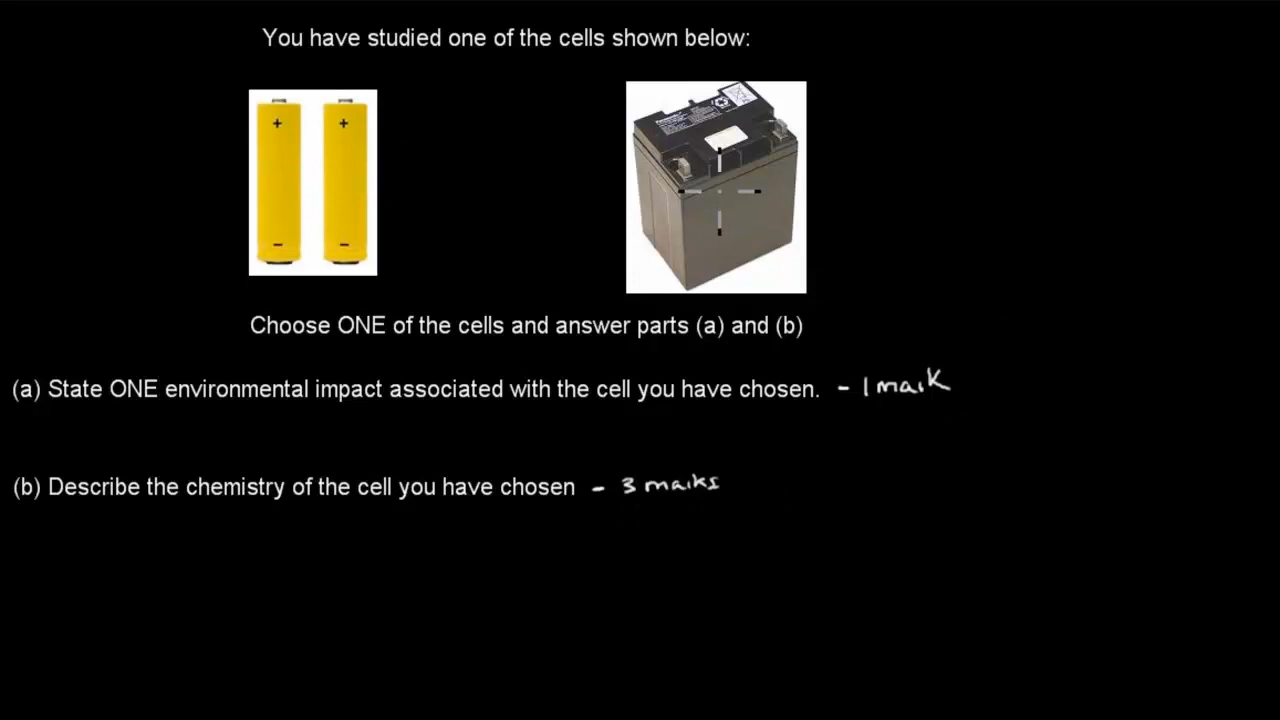 You have studied one of the cells shown below:
+ +
- -
Panasonic
Choose ONE of the cells and answer parts (a) and (b)
(a) State ONE environmental impact associated with the cell you have chosen. - 1 mark
(b) Describe the chemistry of the cell you have chosen - 3 marks